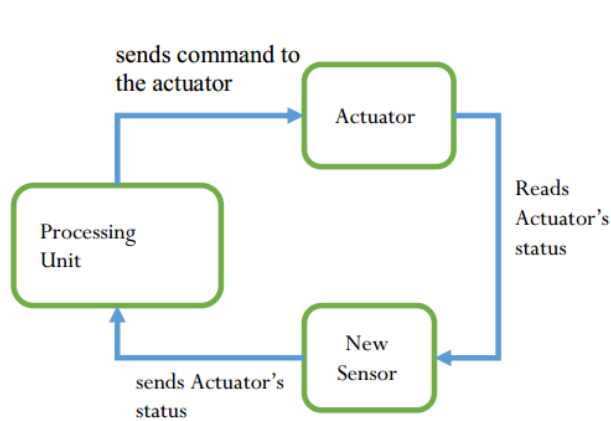 sends command to
the actuator
Actuator
Reads
Actuator's
status
Processing
Unit
New
Sensor
sends Actuator's
status